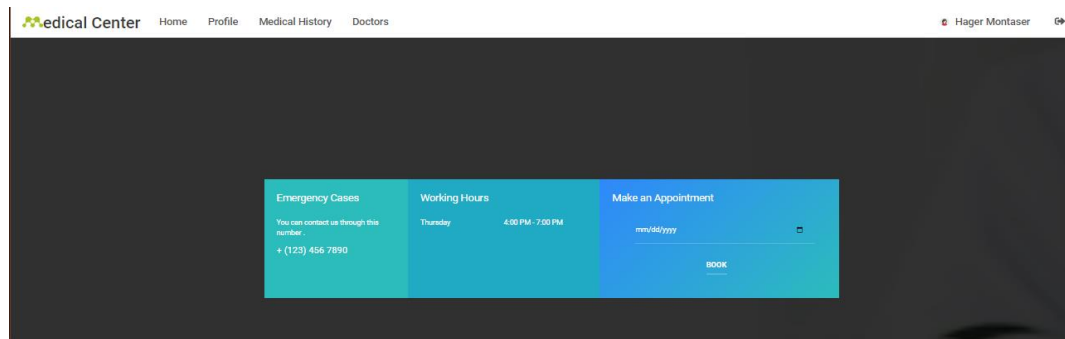 edical Center Home Profile Medical History Doctors Hager Montaser
Emergency Cases
You can contact us through this
number .
+ (123) 456 7890
Working Hours
Thursday 4:00 PM - 7:00 PM
Make an Appointment
mm/dd/yyyy
BOOK